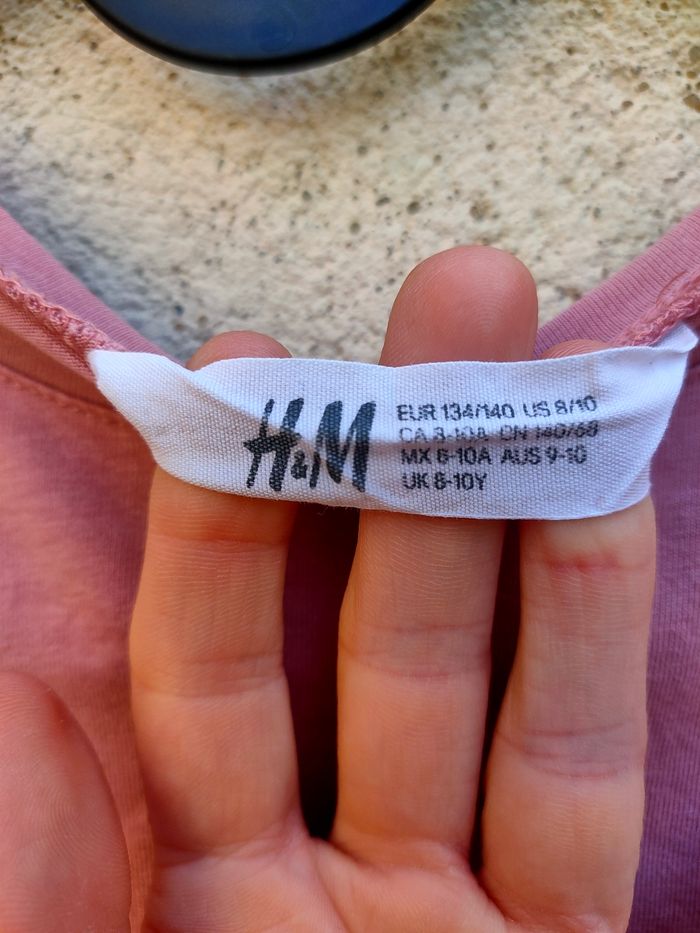 H&M
EUR 134/140 US 8/10
CA 8-10A CN 140/68
MX 8-10A AUS 9-10
UK 8-10Y